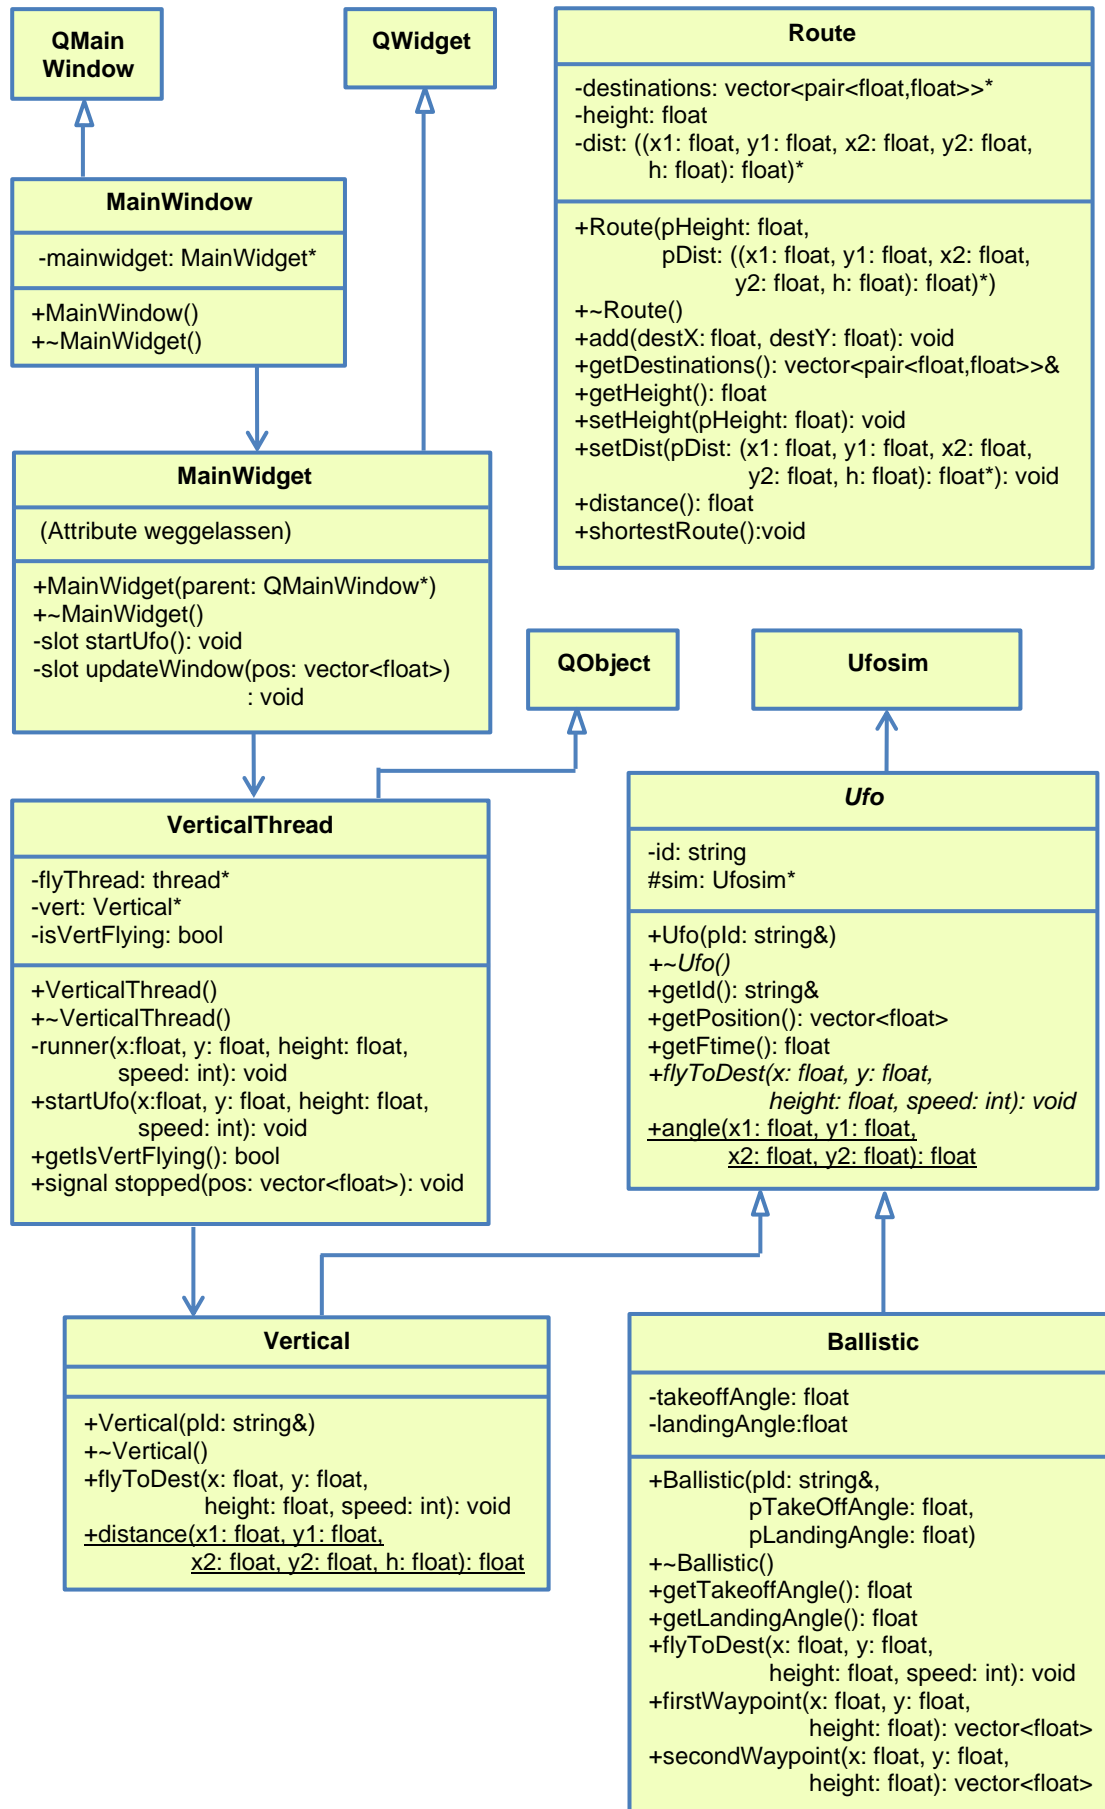 QMain
Window
QWidget
Route
-destinations: vector<pair<float,float>>*
-height: float
-dist: ((x1: float, y1: float, x2: float, y2: float,
h: float): float)*
+Route(pHeight: float,
pDist: ((x1: float, y1: float, x2: float,
y2: float, h: float): float)*)
+~Route()
+add(destX: float, destY: float): void
+getDestinations(): vector<pair<float,float>>&
+getHeight(): float
+setHeight(pHeight: float): void
+setDist(pDist: (x1: float, y1: float, x2: float,
y2: float, h: float): float*): void
+distance(): float
+shortestRoute():void
MainWindow
-mainwidget: MainWidget*
+MainWindow()
+~MainWidget()
MainWidget
(Attribute weggelassen)
+MainWidget(parent: QMainWindow*)
+~MainWidget()
-slot startUfo(): void
-slot updateWindow(pos: vector<float>)
: void
QObject
Ufosim
VerticalThread
-flyThread: thread*
-vert: Vertical*
-isVertFlying: bool
+VerticalThread()
+~VerticalThread()
-runner(x:float, y: float, height: float,
speed: int): void
+startUfo(x:float, y: float, height: float,
speed: int): void
+getIsVertFlying(): bool
+signal stopped(pos: vector<float>): void
Ufo
-id: string
#sim: Ufosim*
+Ufo(pId: string&)
+~Ufo()
+getId(): string&
+getPosition(): vector<float>
+getFtime(): float
+flyToDest(x: float, y: float,
height: float, speed: int): void
+angle(x1: float, y1: float,
x2: float, y2: float): float
Vertical
+Vertical(pId: string&)
+~Vertical()
+flyToDest(x: float, y: float,
height: float, speed: int): void
+distance(x1: float, y1: float,
x2: float, y2: float, h: float): float
Ballistic
-takeoffAngle: float
-landingAngle:float
+Ballistic(pId: string&,
pTakeOffAngle: float,
pLandingAngle: float)
+~Ballistic()
+getTakeoffAngle(): float
+getLandingAngle(): float
+flyToDest(x: float, y: float,
height: float, speed: int): void
+firstWaypoint(x: float, y: float,
height: float): vector<float>
+secondWaypoint(x: float, y: float,
height: float): vector<float>